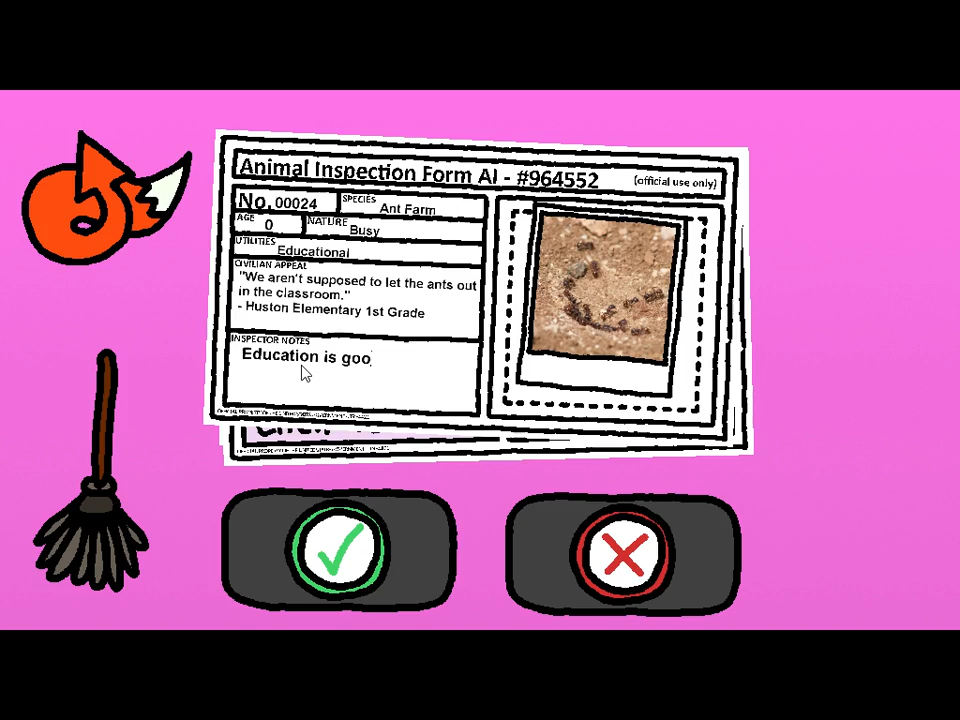 Animal Inspection Form AI - #964552 (official use only)
No. 00024 SPECIES Ant Farm
AGE 0 NATURE Busy
UTILITIES Educational
CIVILIAN APPEAL
"We aren't supposed to let the ants out
in the classroom."
- Huston Elementary 1st Grade
INSPECTOR NOTES
Education is goo